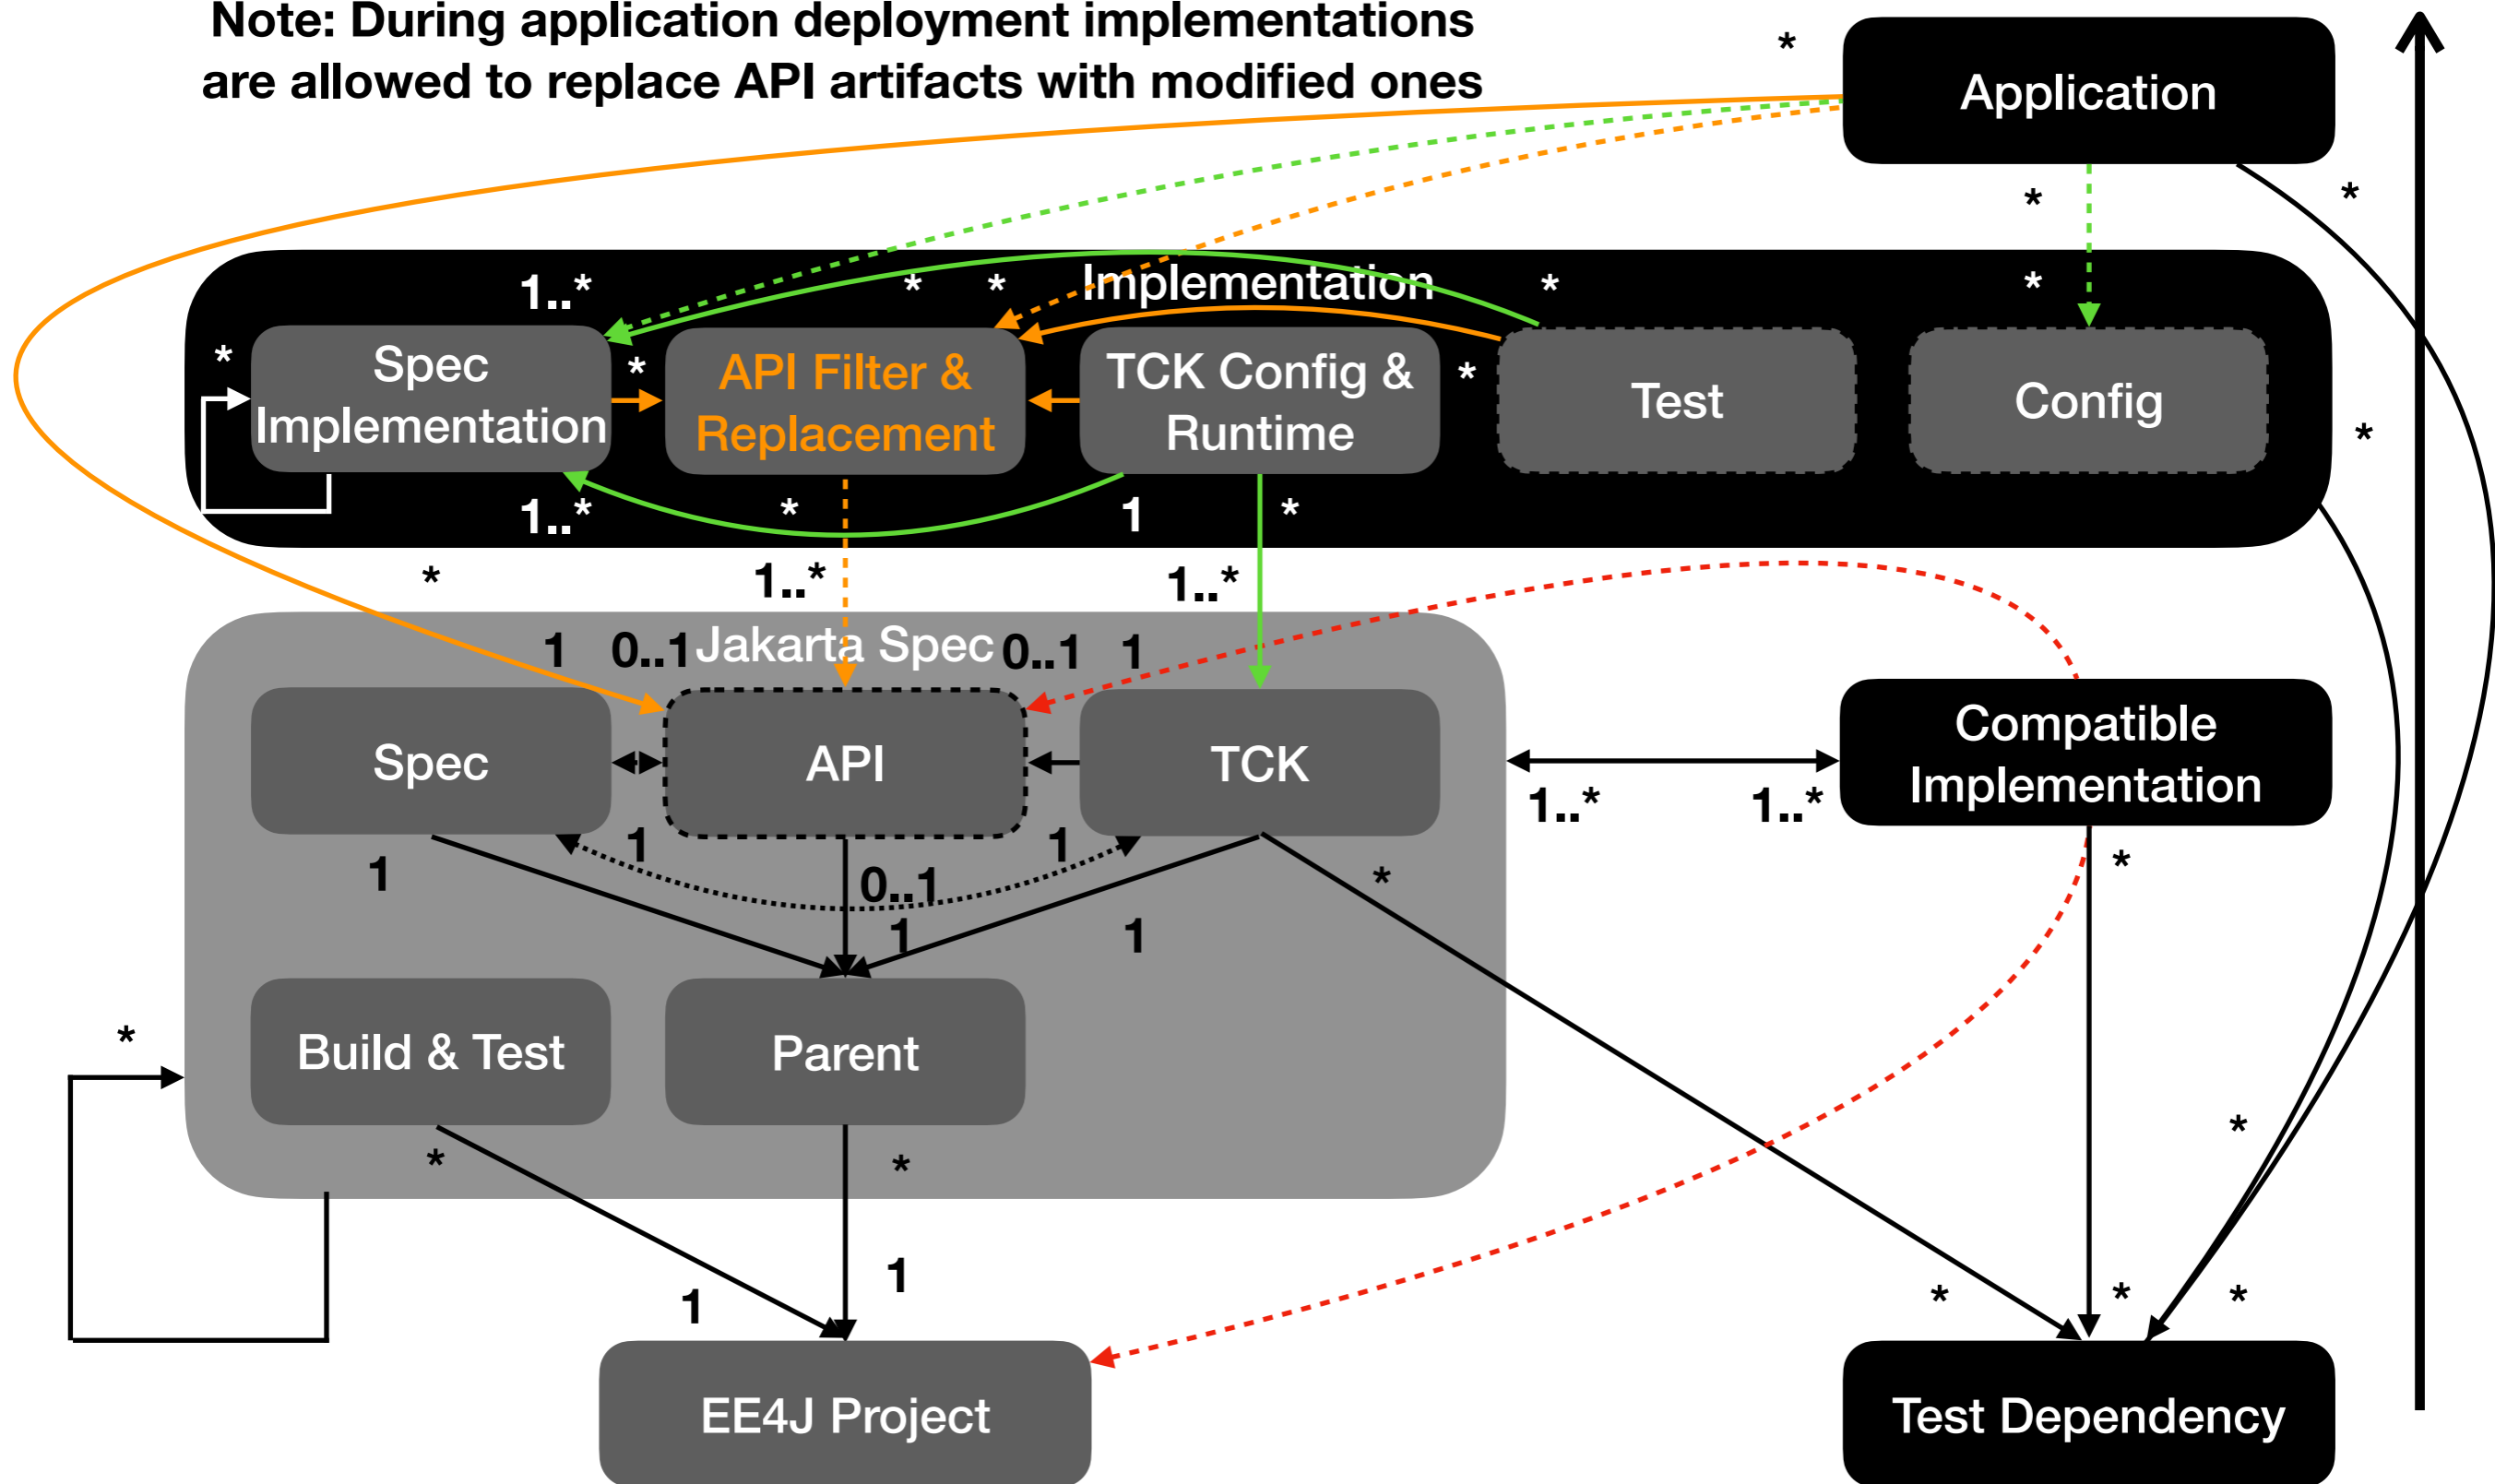 Note: During application deployment implementations
are allowed to replace API artifacts with modified ones
*
Application
*
*
1..*
*
*
Implementation
*
*
*
Spec
Implementation
*
API Filter &
Replacement
TCK Config &
Runtime
*
Test
Config
*
1..*
*
1
*
*
1..*
1..*
1
0..1
Jakarta Spec
0..1
1
Spec
API
TCK
Compatible
Implementation
1..*
1..*
1
1
1
0..1
*
*
1
1
*
Build & Test
Parent
*
*
*
1
1
*
*
*
EE4J Project
Test Dependency